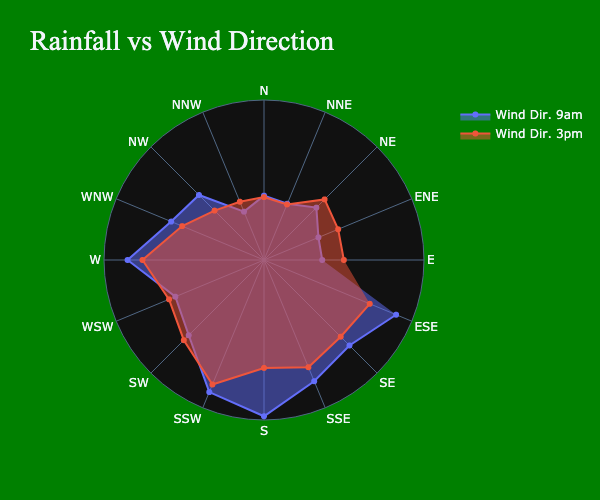 Rainfall vs Wind Direction
N
NNW
NNE
Wind Dir. 9am
Wind Dir. 3pm
NW
NE
WNW
ENE
W
E
WSW
ESE
SW
SE
SSW
SSE
S